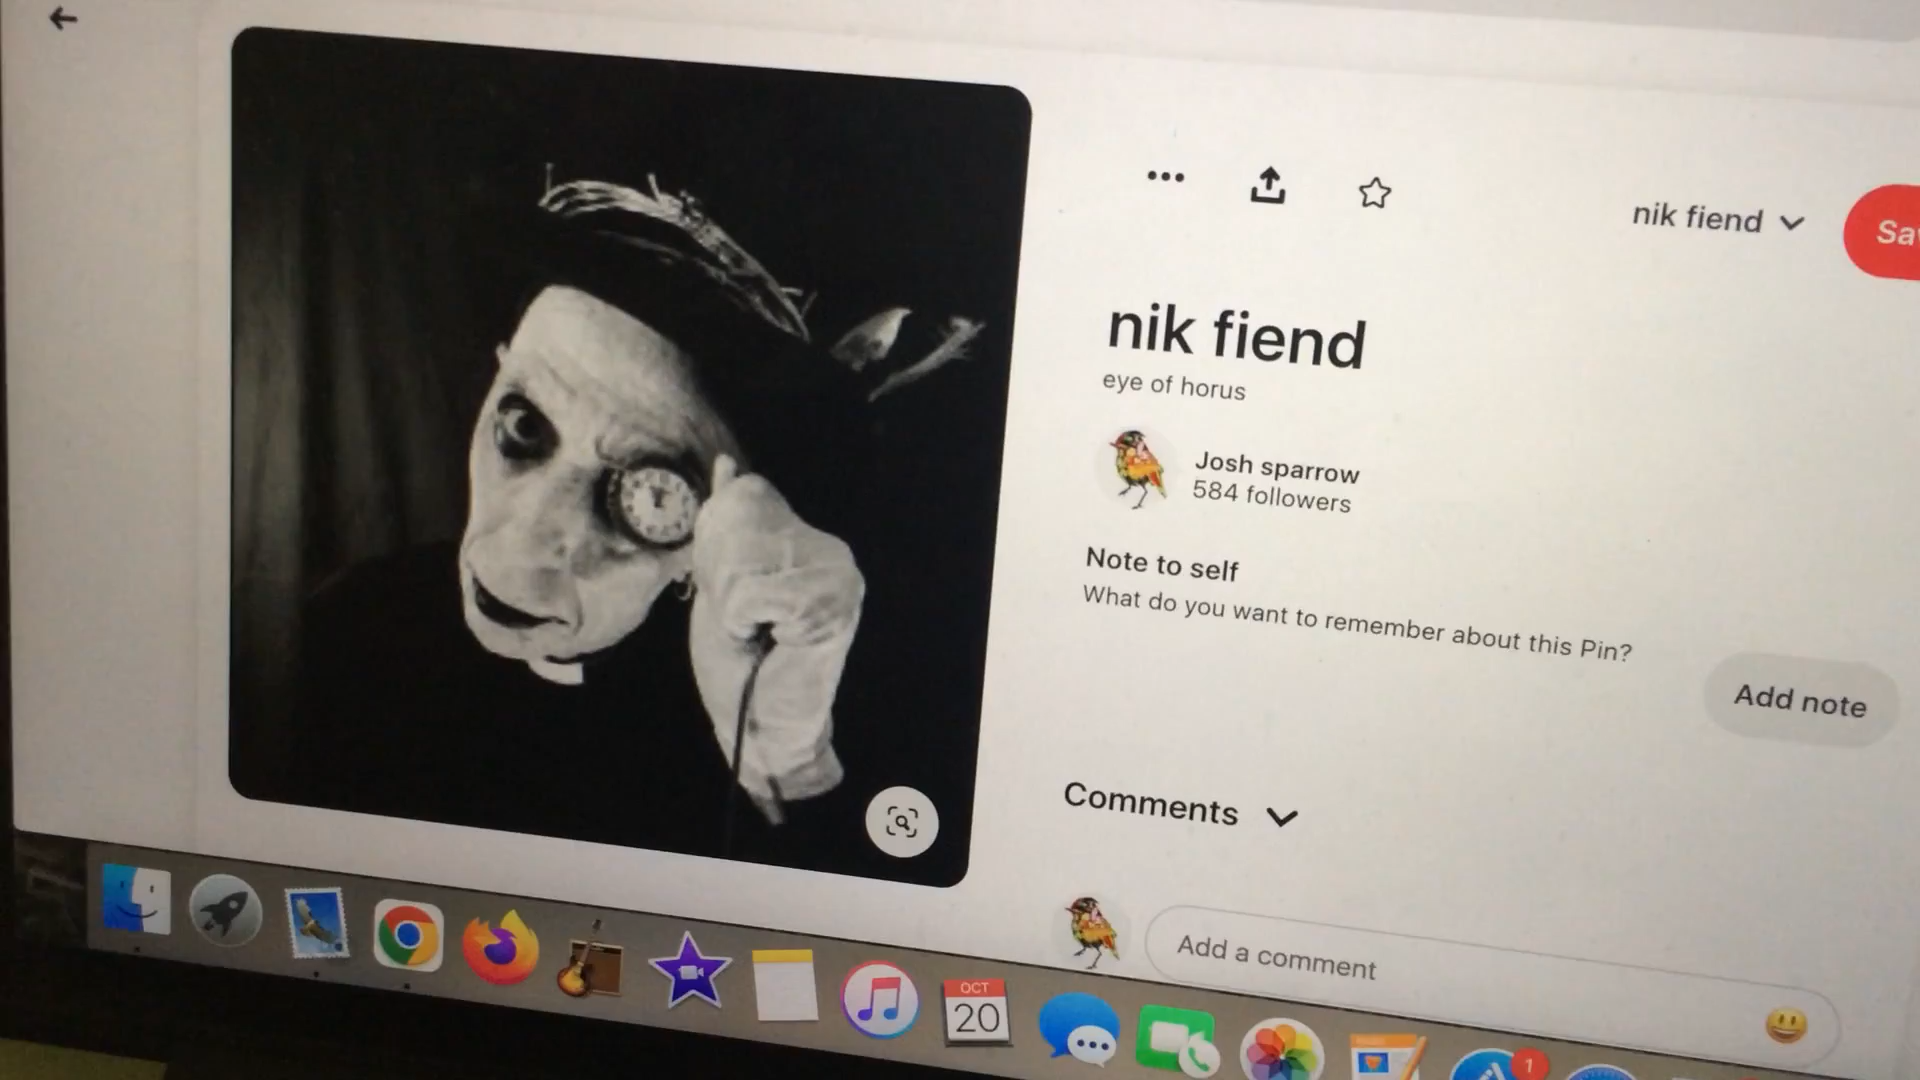 nik fiend
Sa
nik fiend
eye of horus
Josh sparrow
584 followers
Note to self
What do you want to remember about this Pin?
Add note
Comments
Add a comment
OCT
20
1